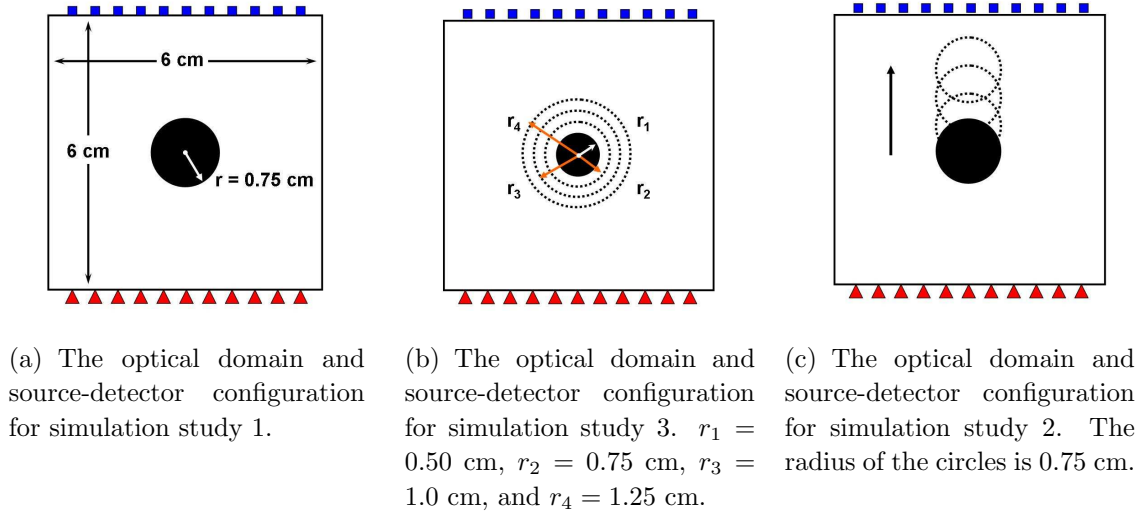 6 cm
6 cm
r = 0.75 cm
r4
r1
r3
r2
(a) The optical domain and
source-detector configuration
for simulation study 1.
(b) The optical domain and
source-detector configuration
for simulation study 3. r1 =
0.50 cm, r2 = 0.75 cm, r3 =
1.0 cm, and r4 = 1.25 cm.
(c) The optical domain and
source-detector configuration
for simulation study 2. The
radius of the circles is 0.75 cm.